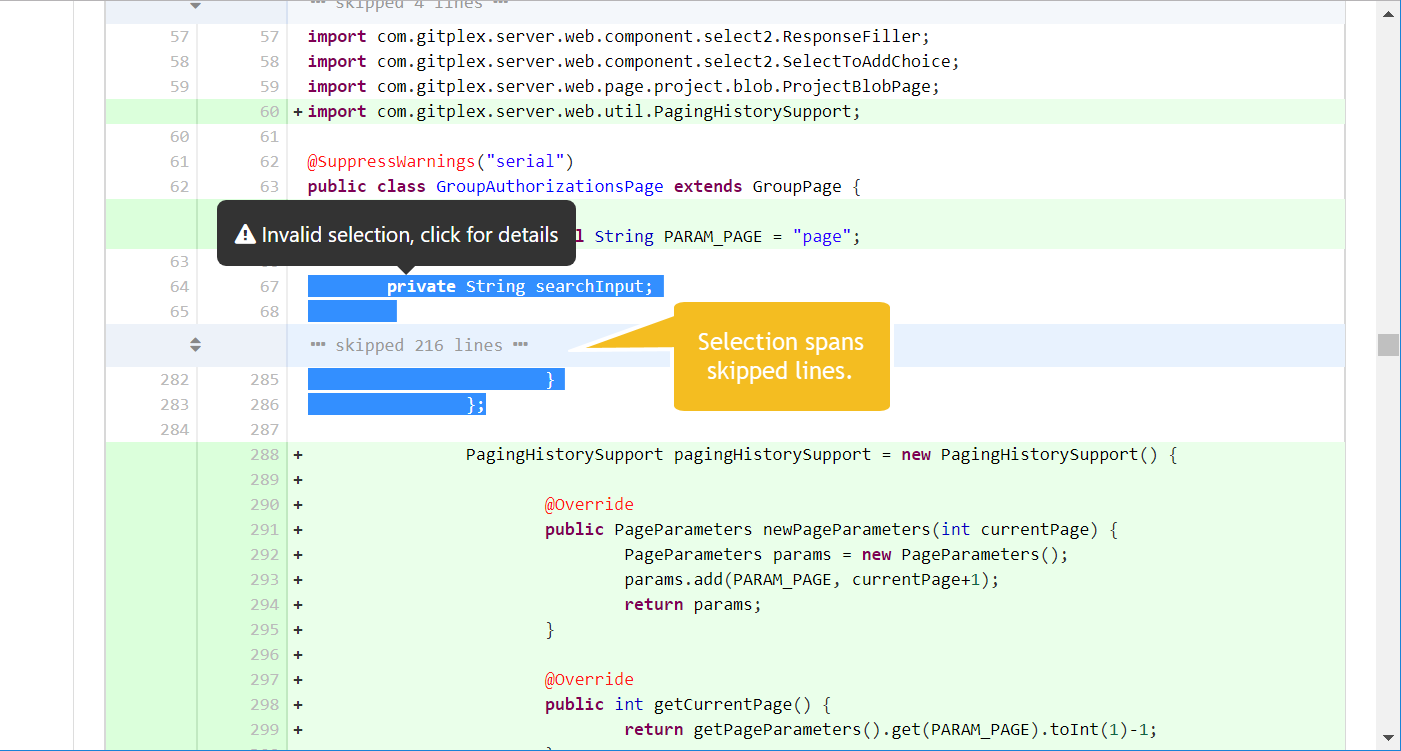 ··· skipped 4 lines ···
57 57 import com.gitplex.server.web.component.select2.ResponseFiller;
58 58 import com.gitplex.server.web.component.select2.SelectToAddChoice;
59 59 import com.gitplex.server.web.page.project.blob.ProjectBlobPage;
60 +import com.gitplex.server.web.util.PagingHistorySupport;
60 61
61 62 @SuppressWarnings("serial")
62 63 public class GroupAuthorizationsPage extends GroupPage {
Invalid selection, click for details
l String PARAM_PAGE = "page";
63
64 67 private String searchInput;
65 68
··· skipped 216 lines ···
Selection spans
skipped lines.
282 285 }
283 286 };
284 287
288 + PagingHistorySupport pagingHistorySupport = new PagingHistorySupport() {
289 +
290 + @Override
291 + public PageParameters newPageParameters(int currentPage) {
292 + PageParameters params = new PageParameters();
293 + params.add(PARAM_PAGE, currentPage+1);
294 + return params;
295 + }
296 +
297 + @Override
298 + public int getCurrentPage() {
299 + return getPageParameters().get(PARAM_PAGE).toInt(1)-1;